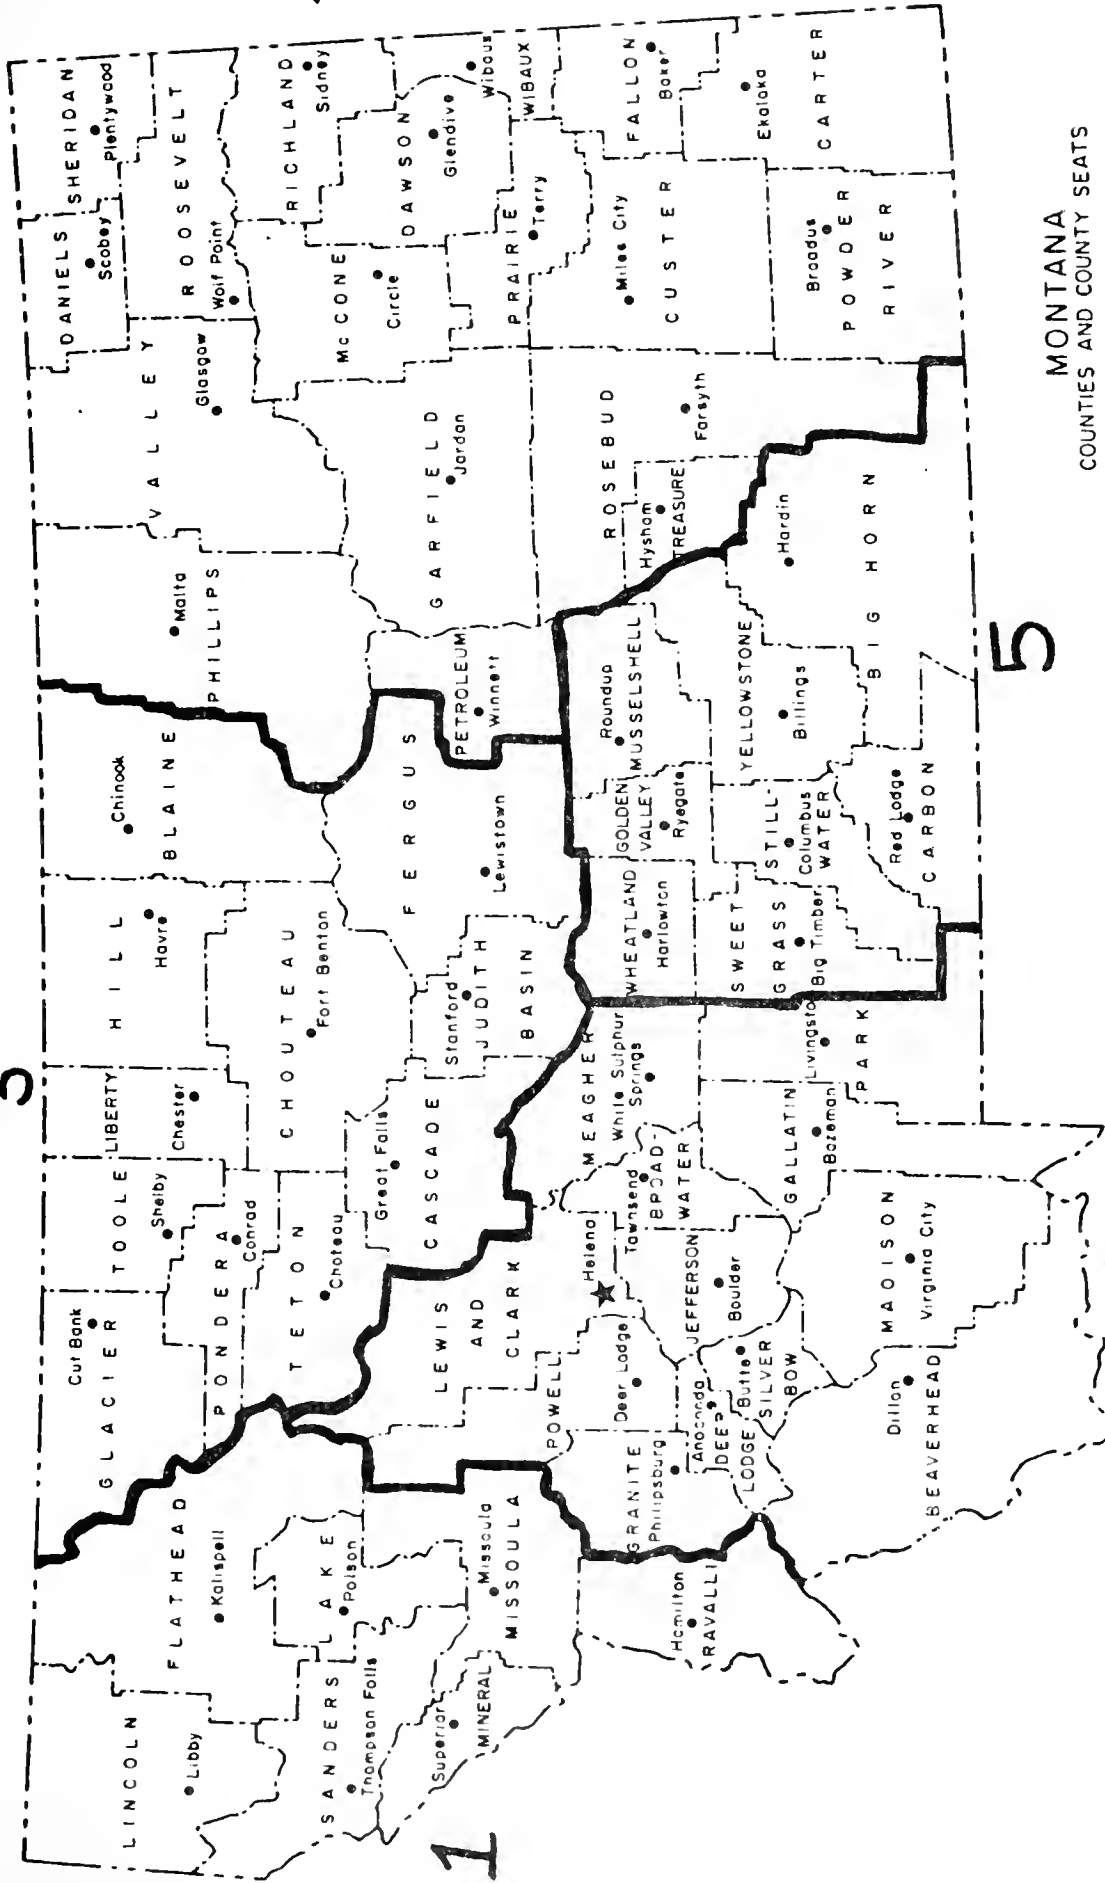 3
1
5
LINCOLN
Libby
FLATHEAD
Kalispell
GLACIER
Cut Bank
TOOLE
Shelby
LIBERTY
Chester
HILL
Havre
BLAINE
Chinook
PHILLIPS
Malta
VALLEY
Glasgow
DANIELS
Scobey
SHERIDAN
Plentywood
ROOSEVELT
Wolf Point
SANDERS
Thompson Falls
LAKE
Polson
PONDERA
Conrad
TETON
Choteau
CHOUTEAU
Fort Benton
RICHLAND
Sidney
McCONE
Circle
DAWSON
Glendive
WIBAUX
Wibaus
MINERAL
Superior
MISSOULA
Missoula
LEWIS
AND
CLARK
Helena
CASCADE
Great Falls
JUDITH
BASIN
Stanford
FERGUS
Lewistown
PETROLEUM
Winnett
GARFIELD
Jordan
PRAIRIE
Terry
FALLON
Baker
POWELL
Deer Lodge
GRANITE
Philipsburg
RAVALLI
Hamilton
DEER
LODGE
Anaconda
SILVER
BOW
Butte
JEFFERSON
Boulder
BROAD-
WATER
Townsend
MEAGHER
White Sulphur
Springs
WHEATLAND
Harlowton
GOLDEN
VALLEY
Ryegate
MUSSELSHELL
Roundup
ROSEBUD
Forsyth
TREASURE
Hysham
CUSTER
Miles City
CARTER
Ekalaka
POWDER
RIVER
Broadus
BEAVERHEAD
Dillon
MADISON
Virginia City
GALLATIN
Bozeman
PARK
Livingston
SWEET
GRASS
Big Timber
STILL-
WATER
Columbus
YELLOWSTONE
Billings
CARBON
Red Lodge
BIG HORN
Hardin
MONTANA
COUNTIES AND COUNTY SEATS